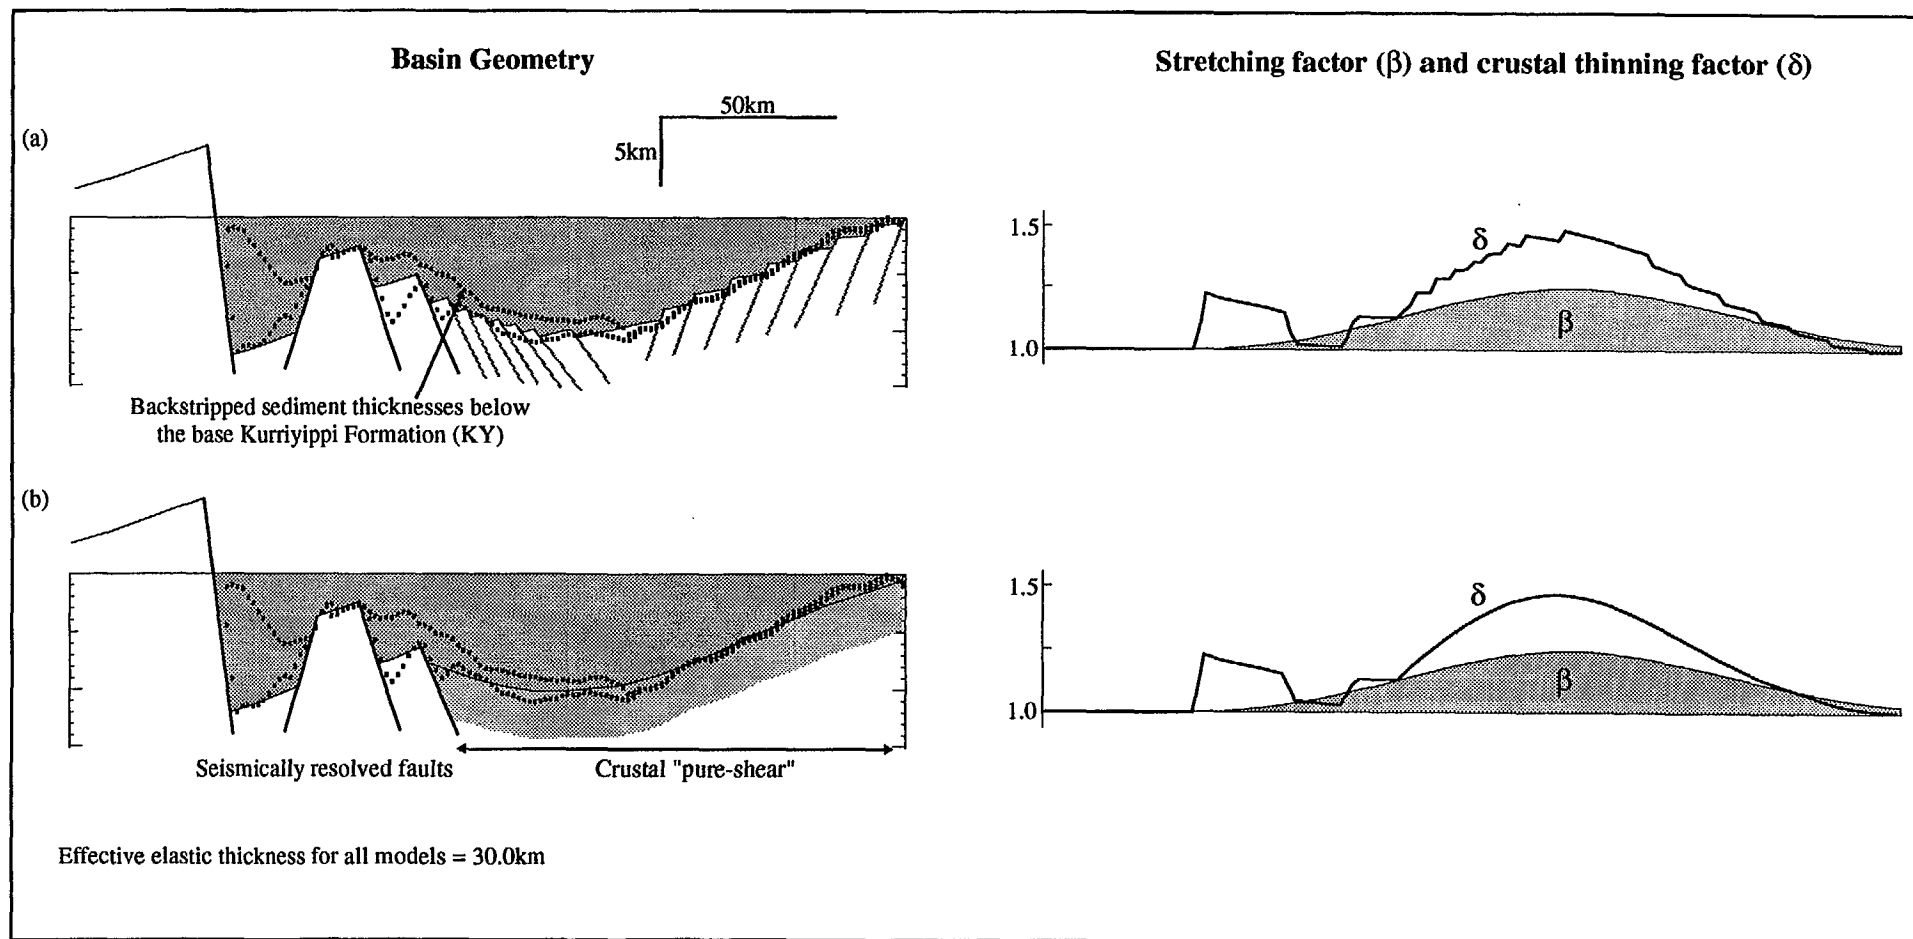 Basin Geometry
Stretching factor (β) and crustal thinning factor (δ)
(a)
50km
5km
1.5
δ
β
1.0
Backstripped sediment thicknesses below
the base Kurriyippi Formation (KY)
(b)
1.5
δ
β
1.0
Seismically resolved faults
Crustal "pure-shear"
Effective elastic thickness for all models = 30.0km